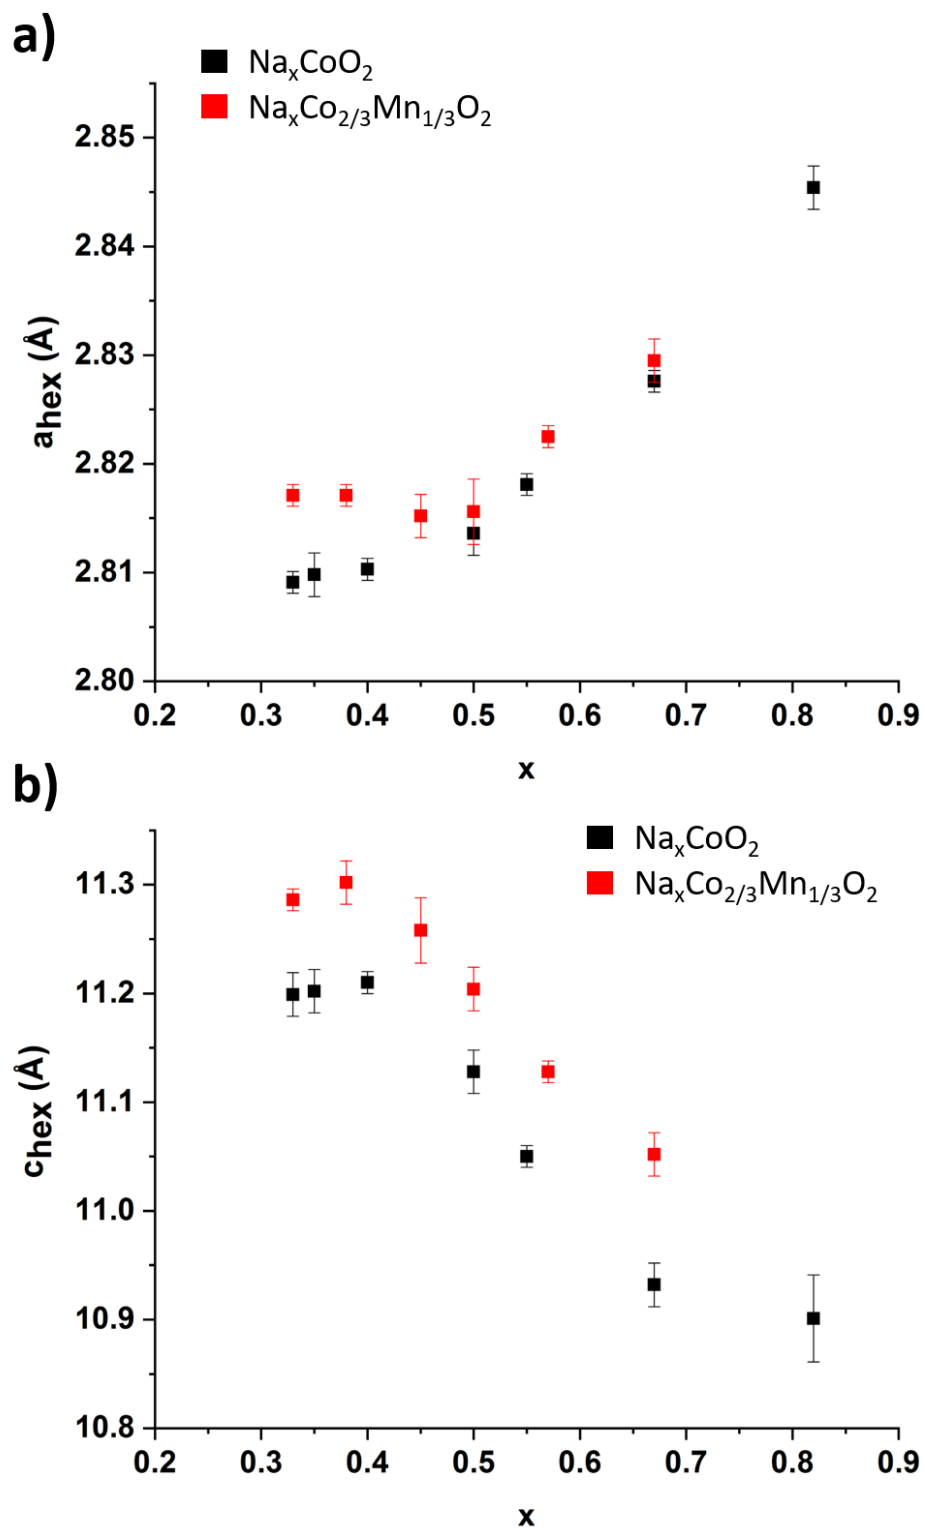 a)
NaₓCoO₂
NaₓCo₂/₃Mn₁/₃O₂
2.85
2.84
2.83
2.82
2.81
2.80
aₕₑₓ (Å)
0.2 0.3 0.4 0.5 0.6 0.7 0.8 0.9
x
b)
NaₓCoO₂
NaₓCo₂/₃Mn₁/₃O₂
11.3
11.2
11.1
11.0
10.9
10.8
cₕₑₓ (Å)
0.2 0.3 0.4 0.5 0.6 0.7 0.8 0.9
x